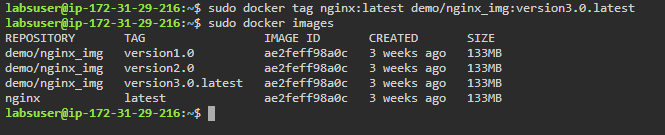 labsuser@ip-172-31-29-216:~$ sudo docker tag nginx:latest demo/nginx_img:version3.0.latest
labsuser@ip-172-31-29-216:~$ sudo docker images
REPOSITORY TAG IMAGE ID CREATED SIZE
demo/nginx_img version1.0 ae2feff98a0c 3 weeks ago 133MB
demo/nginx_img version2.0 ae2feff98a0c 3 weeks ago 133MB
demo/nginx_img version3.0.latest ae2feff98a0c 3 weeks ago 133MB
nginx latest ae2feff98a0c 3 weeks ago 133MB
labsuser@ip-172-31-29-216:~$